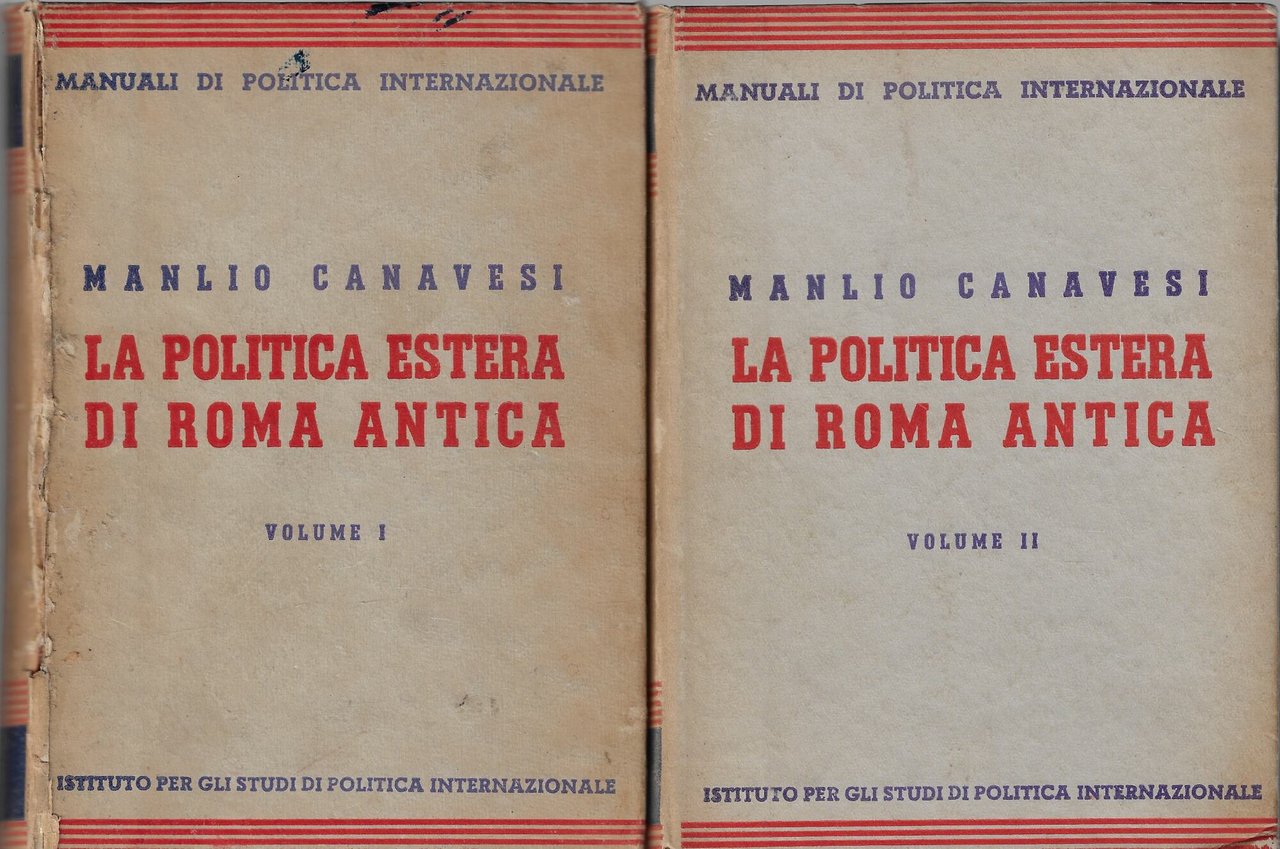 MANUALI DI POLITICA INTERNAZIONALE
MANLIO CANAVESI
LA POLITICA ESTERA
DI ROMA ANTICA
VOLUME I
ISTITUTO PER GLI STUDI DI POLITICA INTERNAZIONALE
MANUALI DI POLITICA INTERNAZIONALE
MANLIO CANAVESI
LA POLITICA ESTERA
DI ROMA ANTICA
VOLUME II
ISTITUTO PER GLI STUDI DI POLITICA INTERNAZIONALE